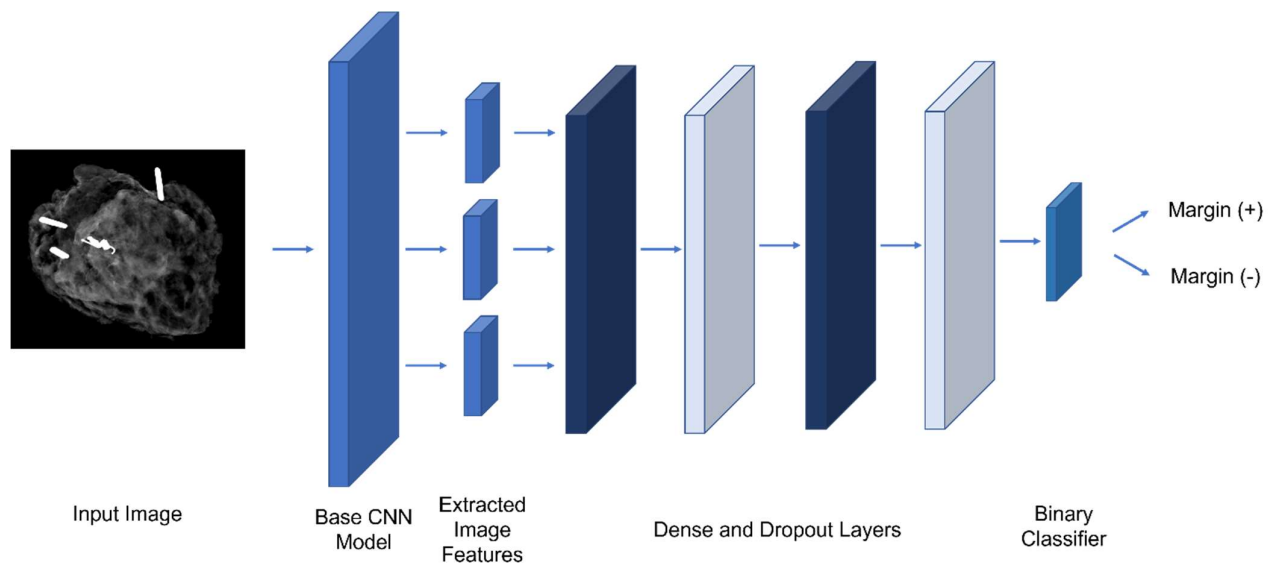 Margin (+)
Margin (-)
Input Image
Base CNN
Model
Extracted
Image
Features
Dense and Dropout Layers
Binary
Classifier